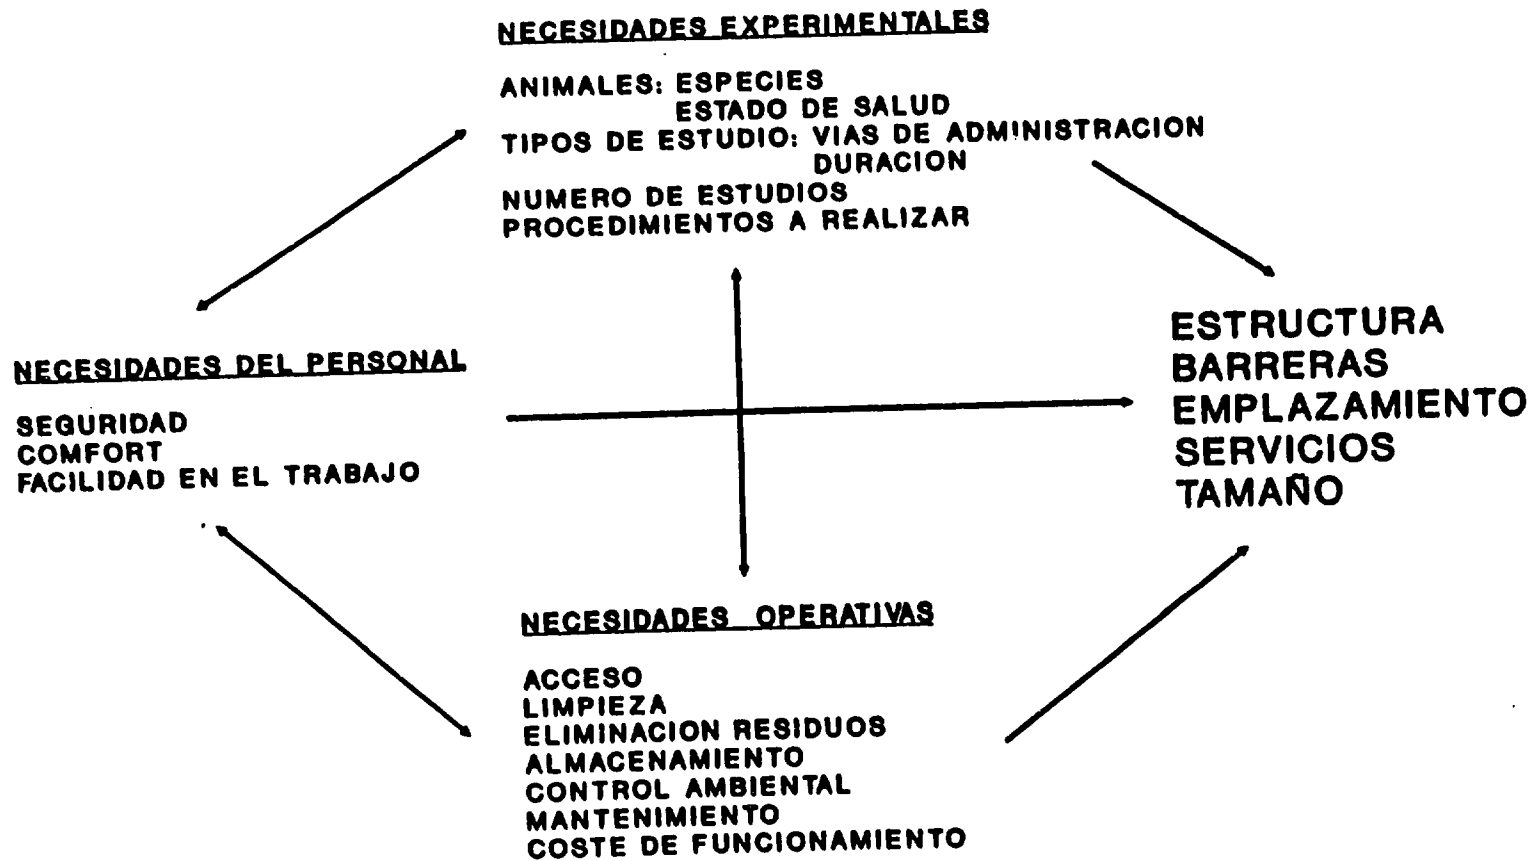 NECESIDADES EXPERIMENTALES
ANIMALES: ESPECIES
ESTADO DE SALUD
TIPOS DE ESTUDIO: VIAS DE ADMINISTRACION
DURACION
NUMERO DE ESTUDIOS
PROCEDIMIENTOS A REALIZAR
NECESIDADES DEL PERSONAL
SEGURIDAD
COMFORT
FACILIDAD EN EL TRABAJO
ESTRUCTURA
BARRERAS
EMPLAZAMIENTO
SERVICIOS
TAMAÑO
NECESIDADES OPERATIVAS
ACCESO
LIMPIEZA
ELIMINACION RESIDUOS
ALMACENAMIENTO
CONTROL AMBIENTAL
MANTENIMIENTO
COSTE DE FUNCIONAMIENTO